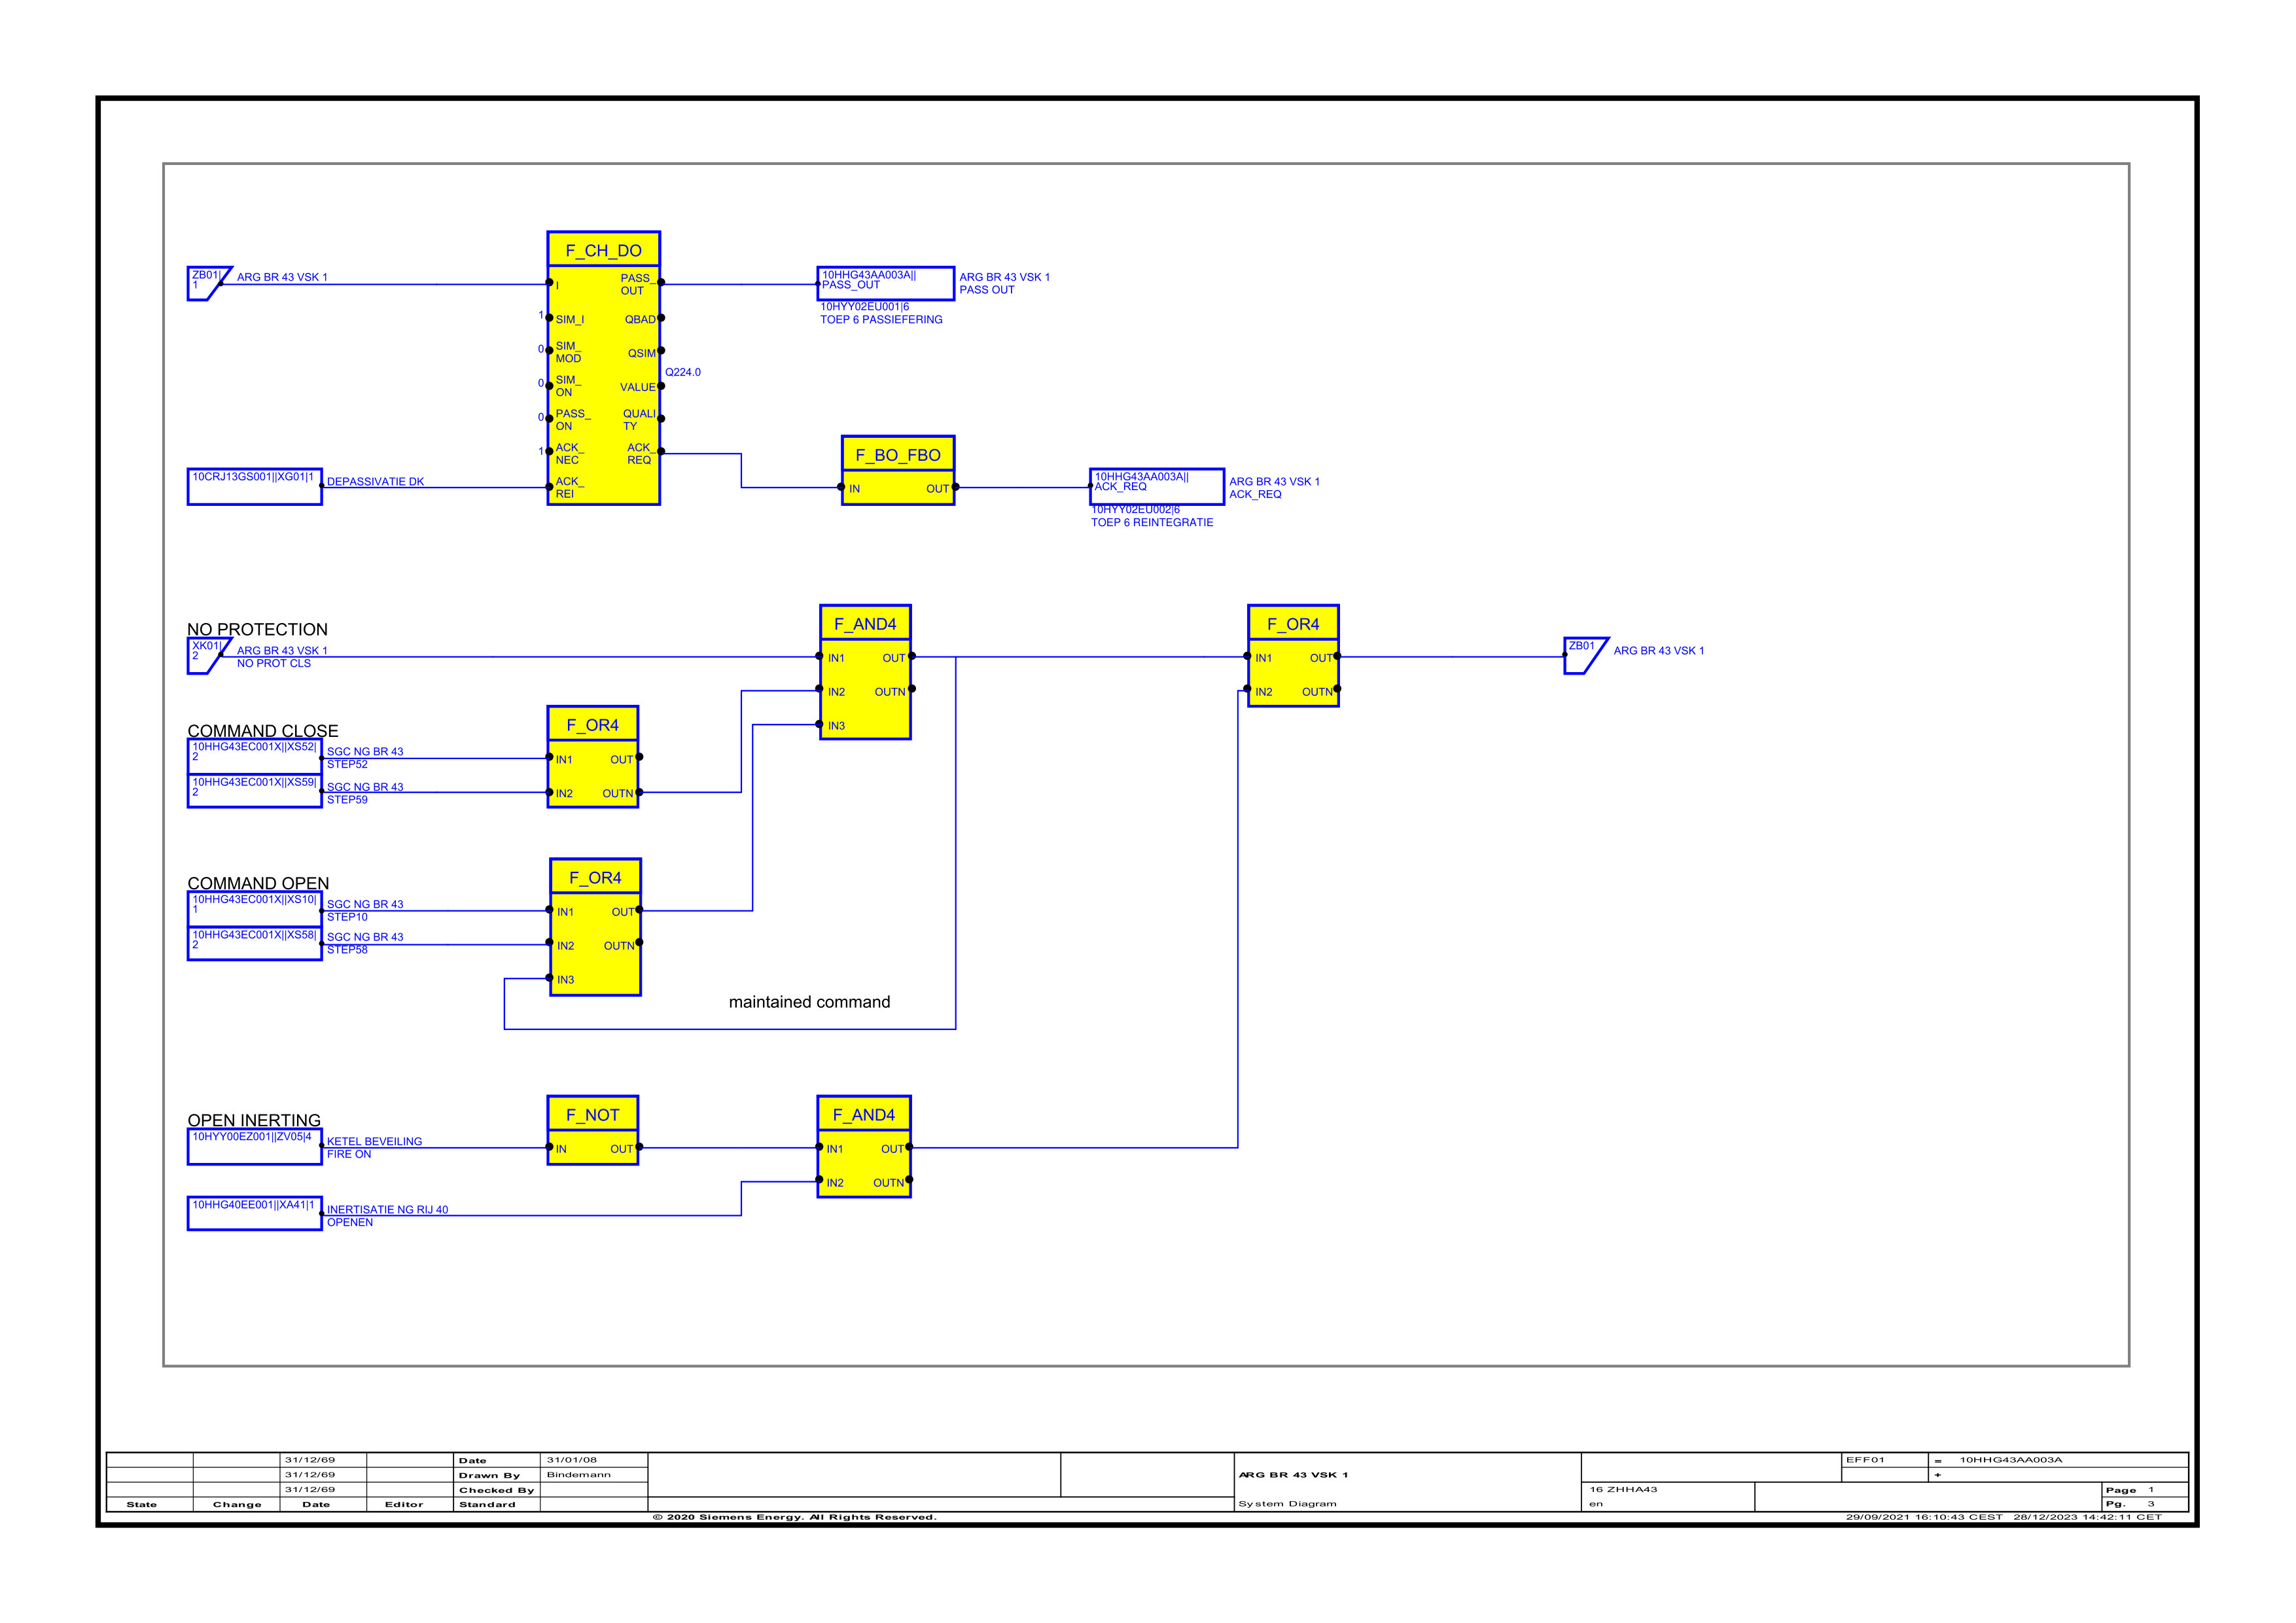 F_CH_DO
ZB01|
1
ARG BR 43 VSK 1
I
PASS_
OUT
10HHG43AA003A||
PASS_OUT
ARG BR 43 VSK 1
PASS OUT
10HYY02EU001|6
TOEP 6 PASSIEFERING
1
SIM_I
QBAD
0
SIM_
MOD
QSIM
Q224.0
0
SIM_
ON
VALUE
0
PASS_
ON
QUALI
TY
1
ACK_
NEC
ACK_
REQ
F_BO_FBO
10CRJ13GS001||XG01|1
DEPASSIVATIE DK
ACK_
REI
IN
OUT
10HHG43AA003A||
ACK_REQ
ARG BR 43 VSK 1
ACK_REQ
10HYY02EU002|6
TOEP 6 REINTEGRATIE
NO PROTECTION
XK01|
2
ARG BR 43 VSK 1
NO PROT CLS
F_AND4
IN1
OUT
IN2
OUTN
IN3
F_OR4
IN1
OUT
IN2
OUTN
ZB01
ARG BR 43 VSK 1
COMMAND CLOSE
10HHG43EC001X||XS52|
2
SGC NG BR 43
STEP52
10HHG43EC001X||XS59|
2
SGC NG BR 43
STEP59
F_OR4
IN1
OUT
IN2
OUTN
COMMAND OPEN
10HHG43EC001X||XS10|
1
SGC NG BR 43
STEP10
10HHG43EC001X||XS58|
2
SGC NG BR 43
STEP58
F_OR4
IN1
OUT
IN2
OUTN
IN3
maintained command
OPEN INERTING
10HYY00EZ001||ZV05|4
KETEL BEVEILING
FIRE ON
F_NOT
IN
OUT
F_AND4
IN1
OUT
IN2
OUTN
10HHG40EE001||XA41|1
INERTISATIE NG RIJ 40
OPENEN
31/12/69 Date 31/01/08
31/12/69 Drawn By Bindemann
31/12/69 Checked By
State Change Date Editor Standard
ARG BR 43 VSK 1
System Diagram
16 ZHHA43
en
EFF01
= 10HHG43AA003A
+
Page 1
Pg. 3
© 2020 Siemens Energy. All Rights Reserved.
29/09/2021 16:10:43 CEST 28/12/2023 14:42:11 CET